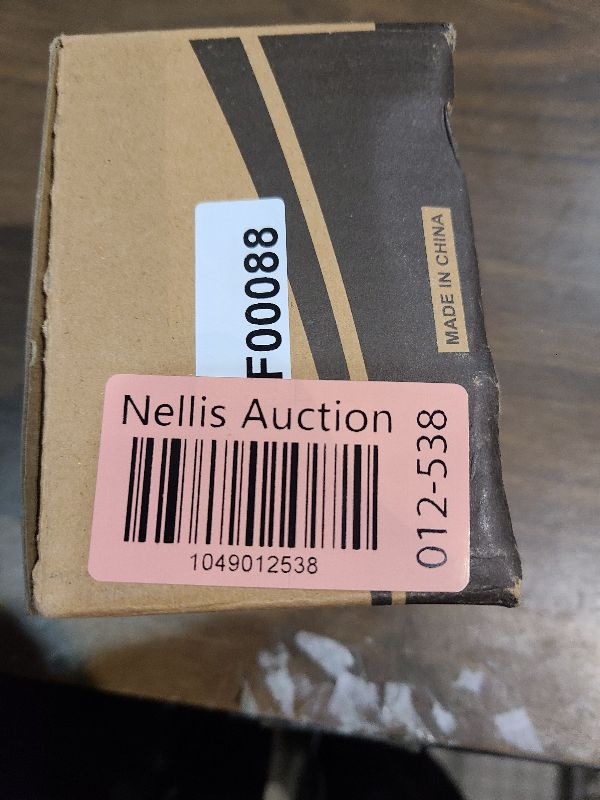 F00088
MADE IN CHINA
Nellis Auction
1049012538
012-538